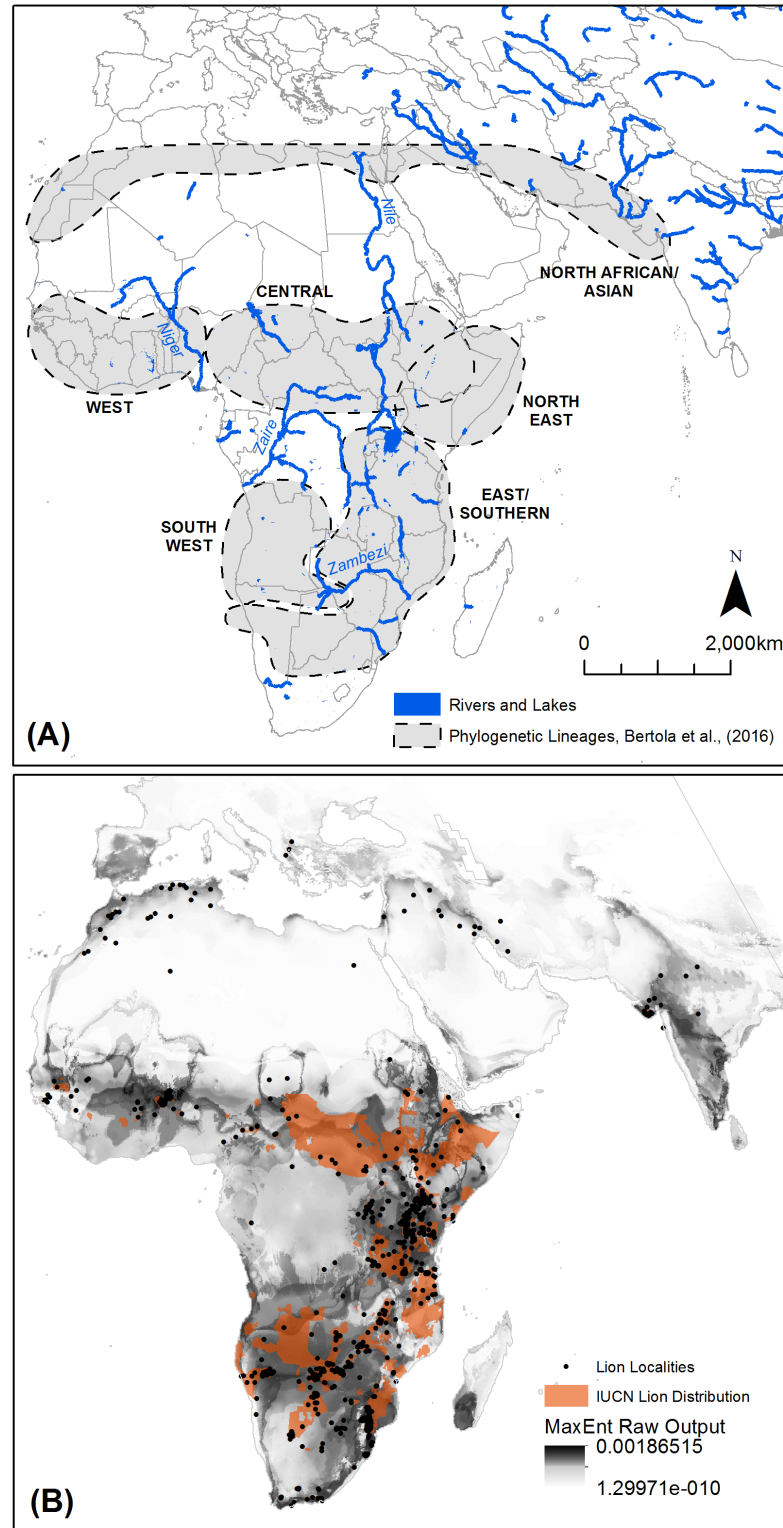 Nile
NORTH AFRICAN/
ASIAN
CENTRAL
Niger
WEST
NORTH
EAST
Zaire
EAST/
SOUTHERN
SOUTH
WEST
Zambezi
N
0 2,000km
Rivers and Lakes
Phylogenetic Lineages, Bertola et al., (2016)
(A)
Lion Localities
IUCN Lion Distribution
MaxEnt Raw Output
0.00186515
1.29971e-010
(B)